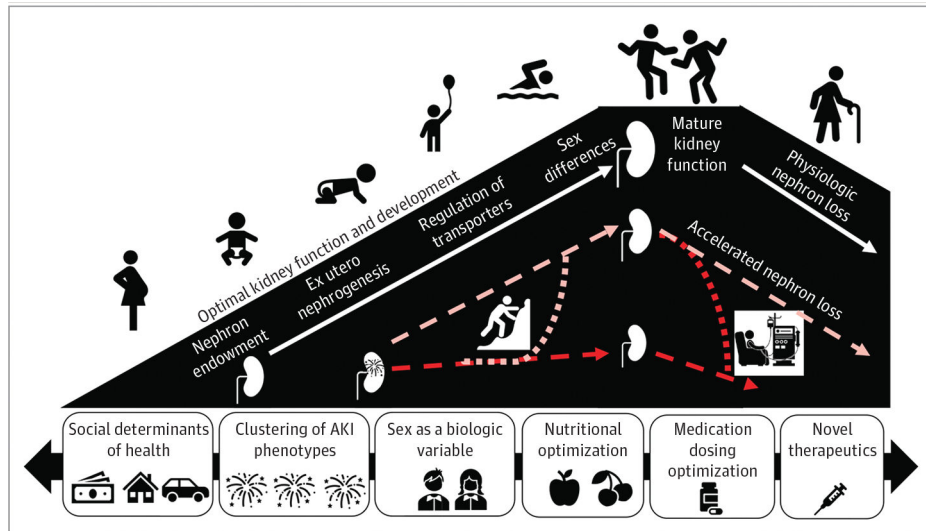 Optimal kidney function and development
Nephron
endowment
Ex utero
nephrogenesis
Regulation of
transporters
Sex
differences
Mature
kidney
function
Physiologic
nephron loss
Accelerated nephron loss
Social determinants
of health
Clustering of AKI
phenotypes
Sex as a biologic
variable
Nutritional
optimization
Medication
dosing
optimization
Novel
therapeutics